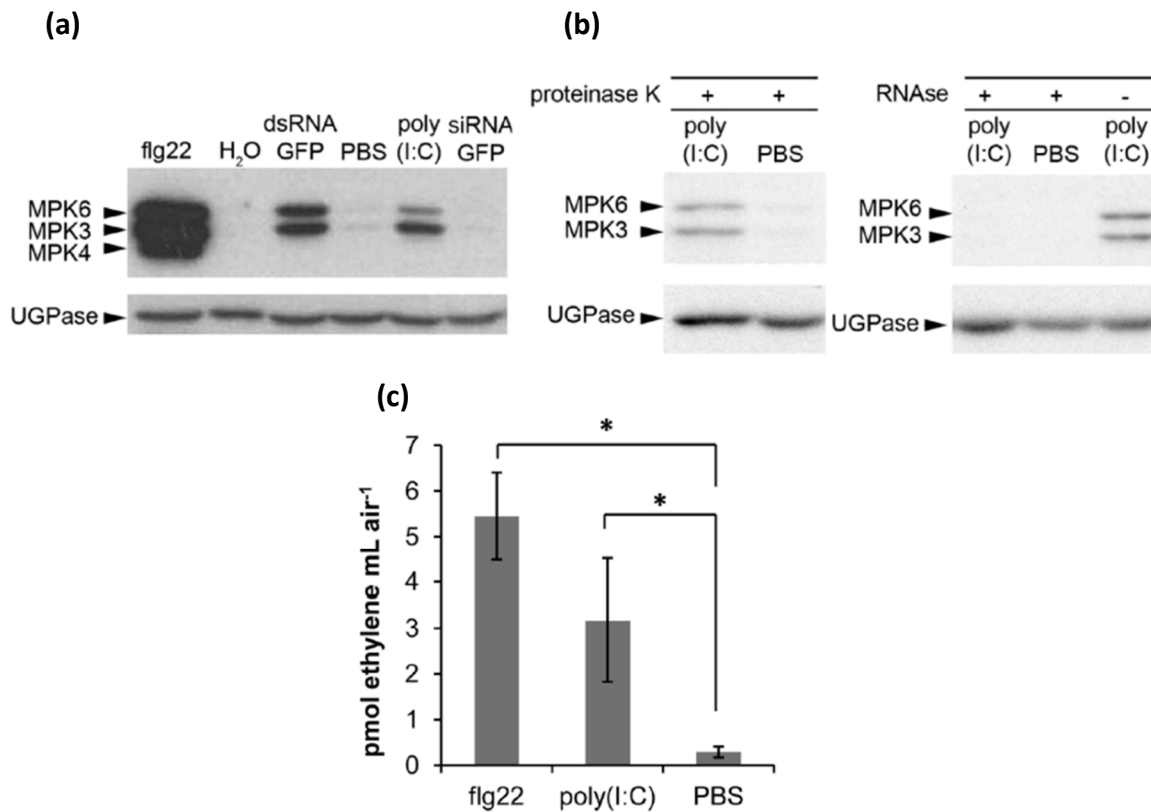 (a)
dsRNA poly siRNA
flg22 H₂O GFP PBS (I:C) GFP
MPK6
MPK3
MPK4
UGPase
(b)
proteinase K + +
poly
(I:C) PBS
MPK6
MPK3
UGPase
RNAse + + -
poly poly
(I:C) PBS (I:C)
MPK6
MPK3
UGPase
(c)
pmol ethylene mL air⁻¹
7
6
5
4
3
2
1
0
* 
*
flg22 poly(I:C) PBS